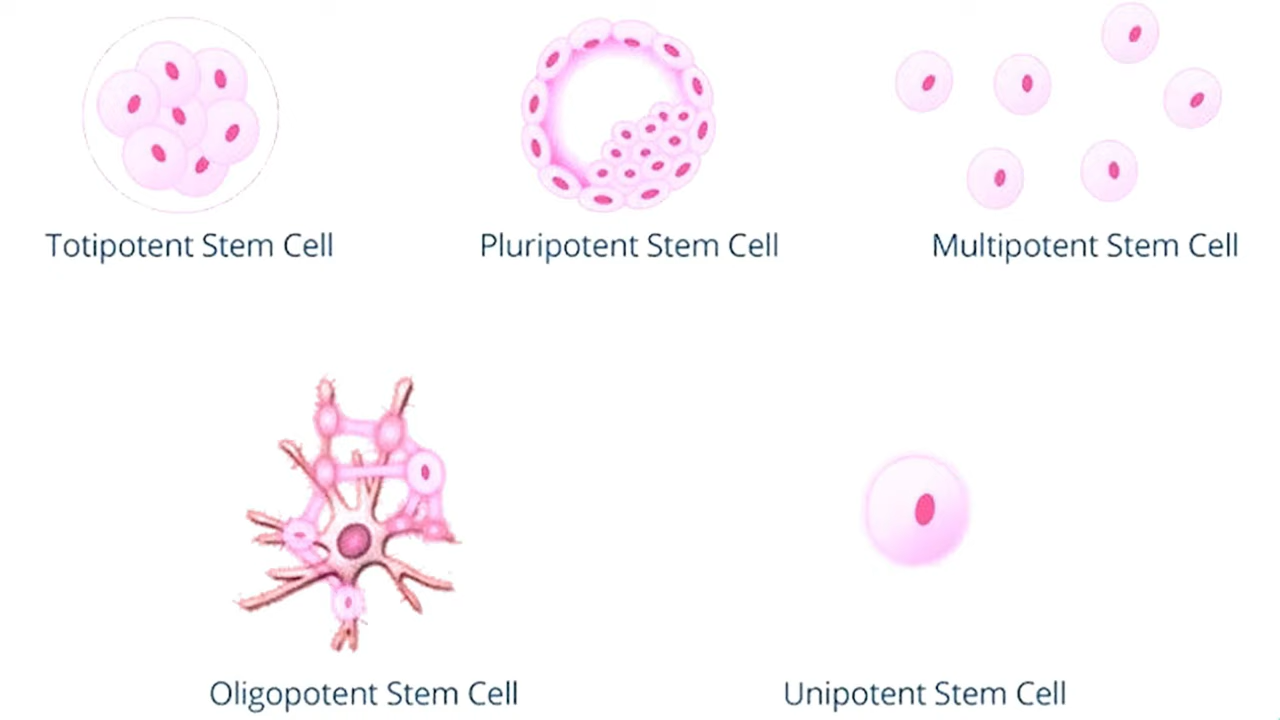 Totipotent Stem Cell
Pluripotent Stem Cell
Multipotent Stem Cell
Oligopotent Stem Cell
Unipotent Stem Cell